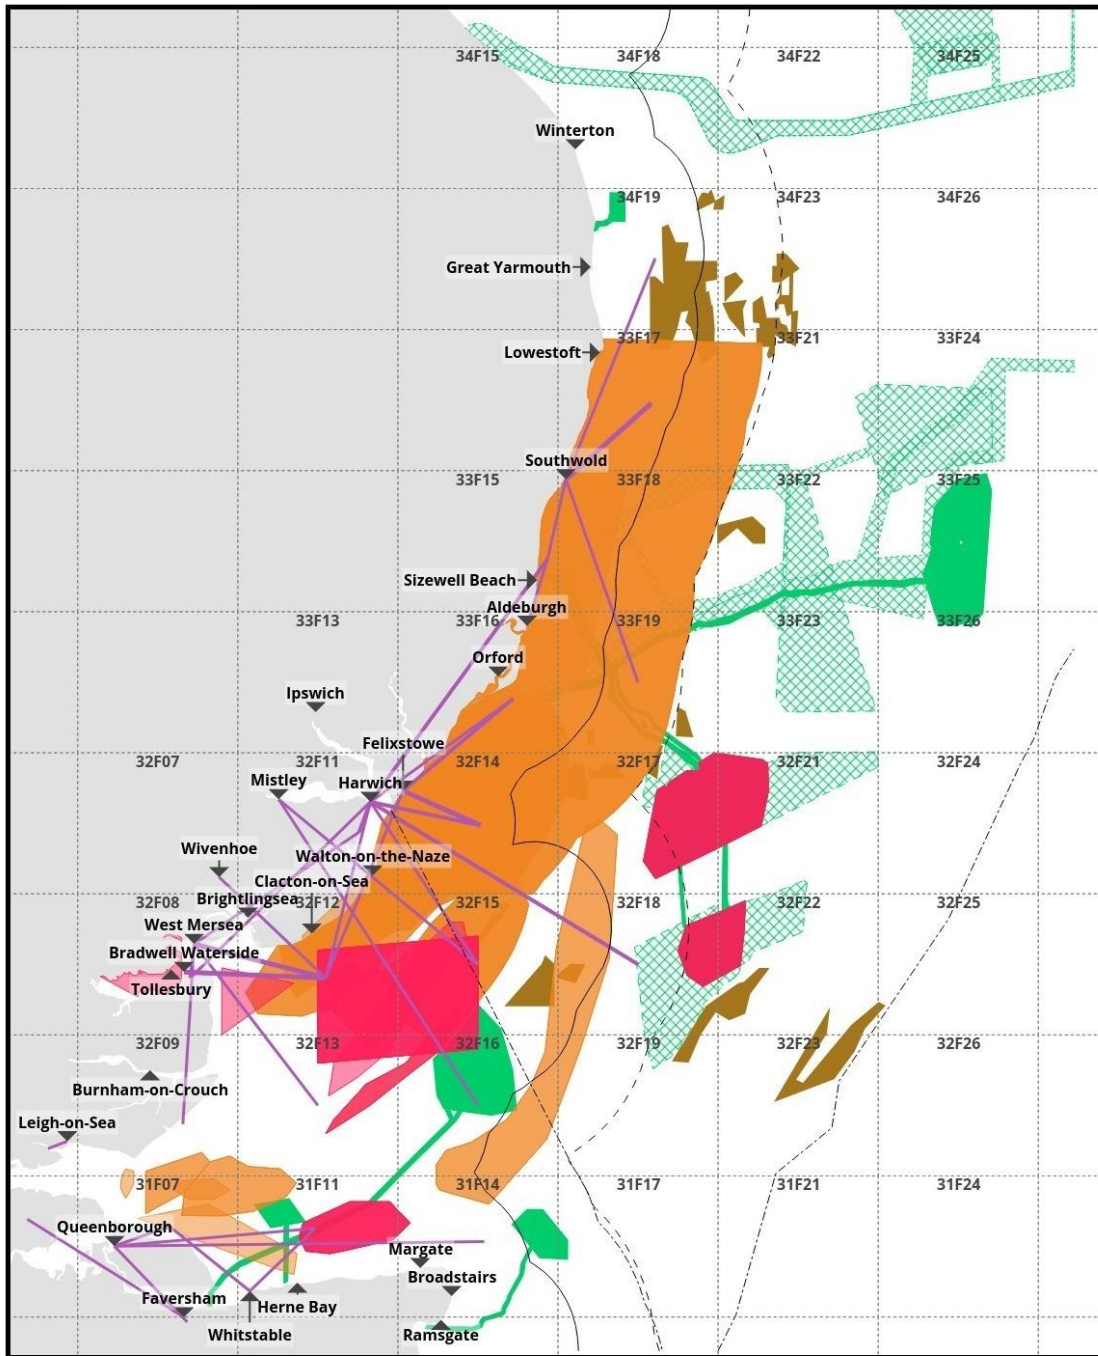 34F15
34F18
34F22
34F25
Winterton
34F19
34F23
34F26
Great Yarmouth
33F17
33F21
33F24
Lowestoft
Southwold
33F15
33F18
33F22
33F25
Sizewell Beach
Aldeburgh
33F13
33F16
33F19
33F23
33F26
Orford
Ipswich
Felixstowe
32F07
32F11
32F14
32F17
32F21
32F24
Mistley
Harwich
Wivenhoe
Walton-on-the-Naze
Clacton-on-Sea
Brightlingsea
32F08
32F12
32F15
32F18
32F22
32F25
West Mersea
Bradwell Waterside
Tollesbury
32F09
32F13
32F16
32F19
32F23
32F26
Burnham-on-Crouch
Leigh-on-Sea
31F07
31F11
31F14
31F17
31F21
31F24
Queenborough
Margate
Broadstairs
Faversham
Herne Bay
Whitstable
Ramsgate